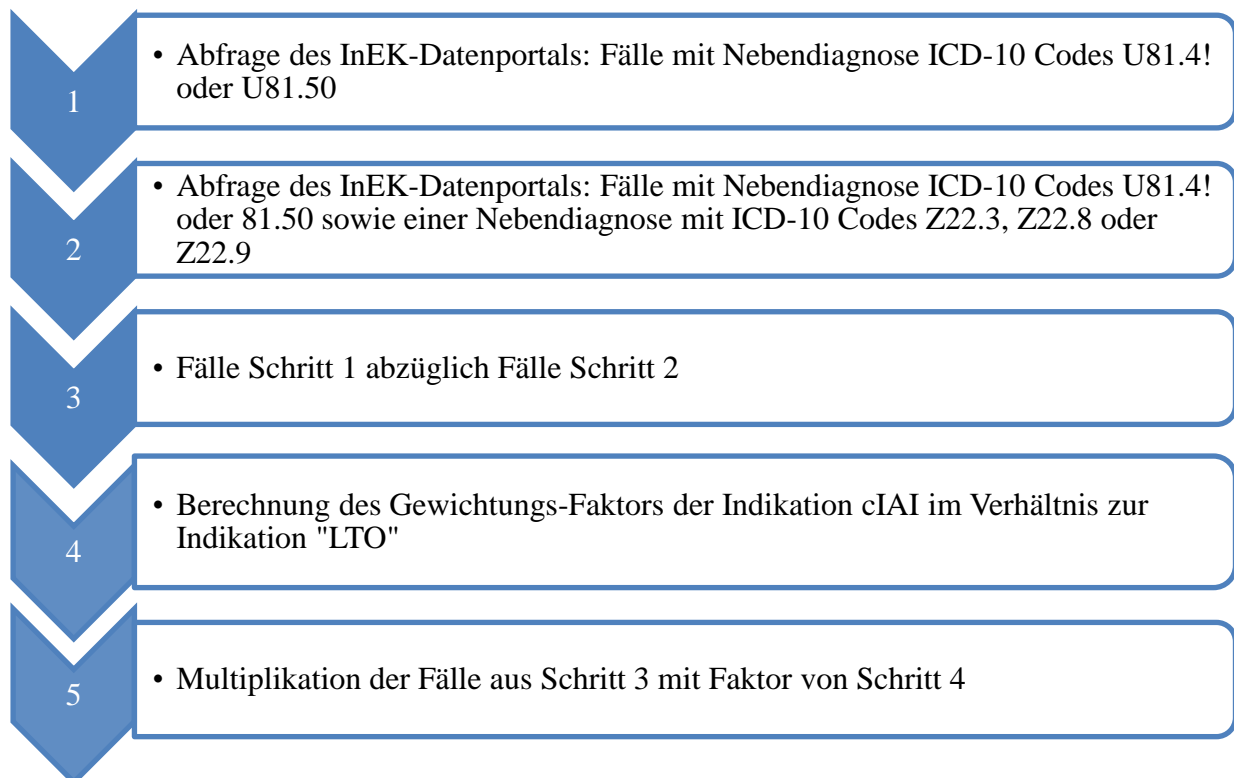 1
• Abfrage des InEK-Datenportals: Fälle mit Nebendiagnose ICD-10 Codes U81.4!
oder U81.50
2
• Abfrage des InEK-Datenportals: Fälle mit Nebendiagnose ICD-10 Codes U81.4!
oder 81.50 sowie einer Nebendiagnose mit ICD-10 Codes Z22.3, Z22.8 oder
Z22.9
3
• Fälle Schritt 1 abzüglich Fälle Schritt 2
4
• Berechnung des Gewichtungs-Faktors der Indikation cIAI im Verhältnis zur
Indikation "LTO"
5
• Multiplikation der Fälle aus Schritt 3 mit Faktor von Schritt 4